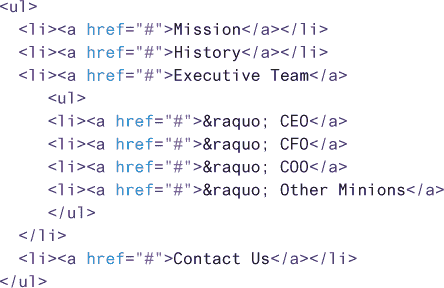 <ul>
<li><a href="#">Mission</a></li>
<li><a href="#">History</a></li>
<li><a href="#">Executive Team</a>
<ul>
<li><a href="#">&raquo; CEO</a>
<li><a href="#">&raquo; CFO</a>
<li><a href="#">&raquo; COO</a>
<li><a href="#">&raquo; Other Minions</a>
</ul>
</li>
<li><a href="#">Contact Us</a></li>
</ul>